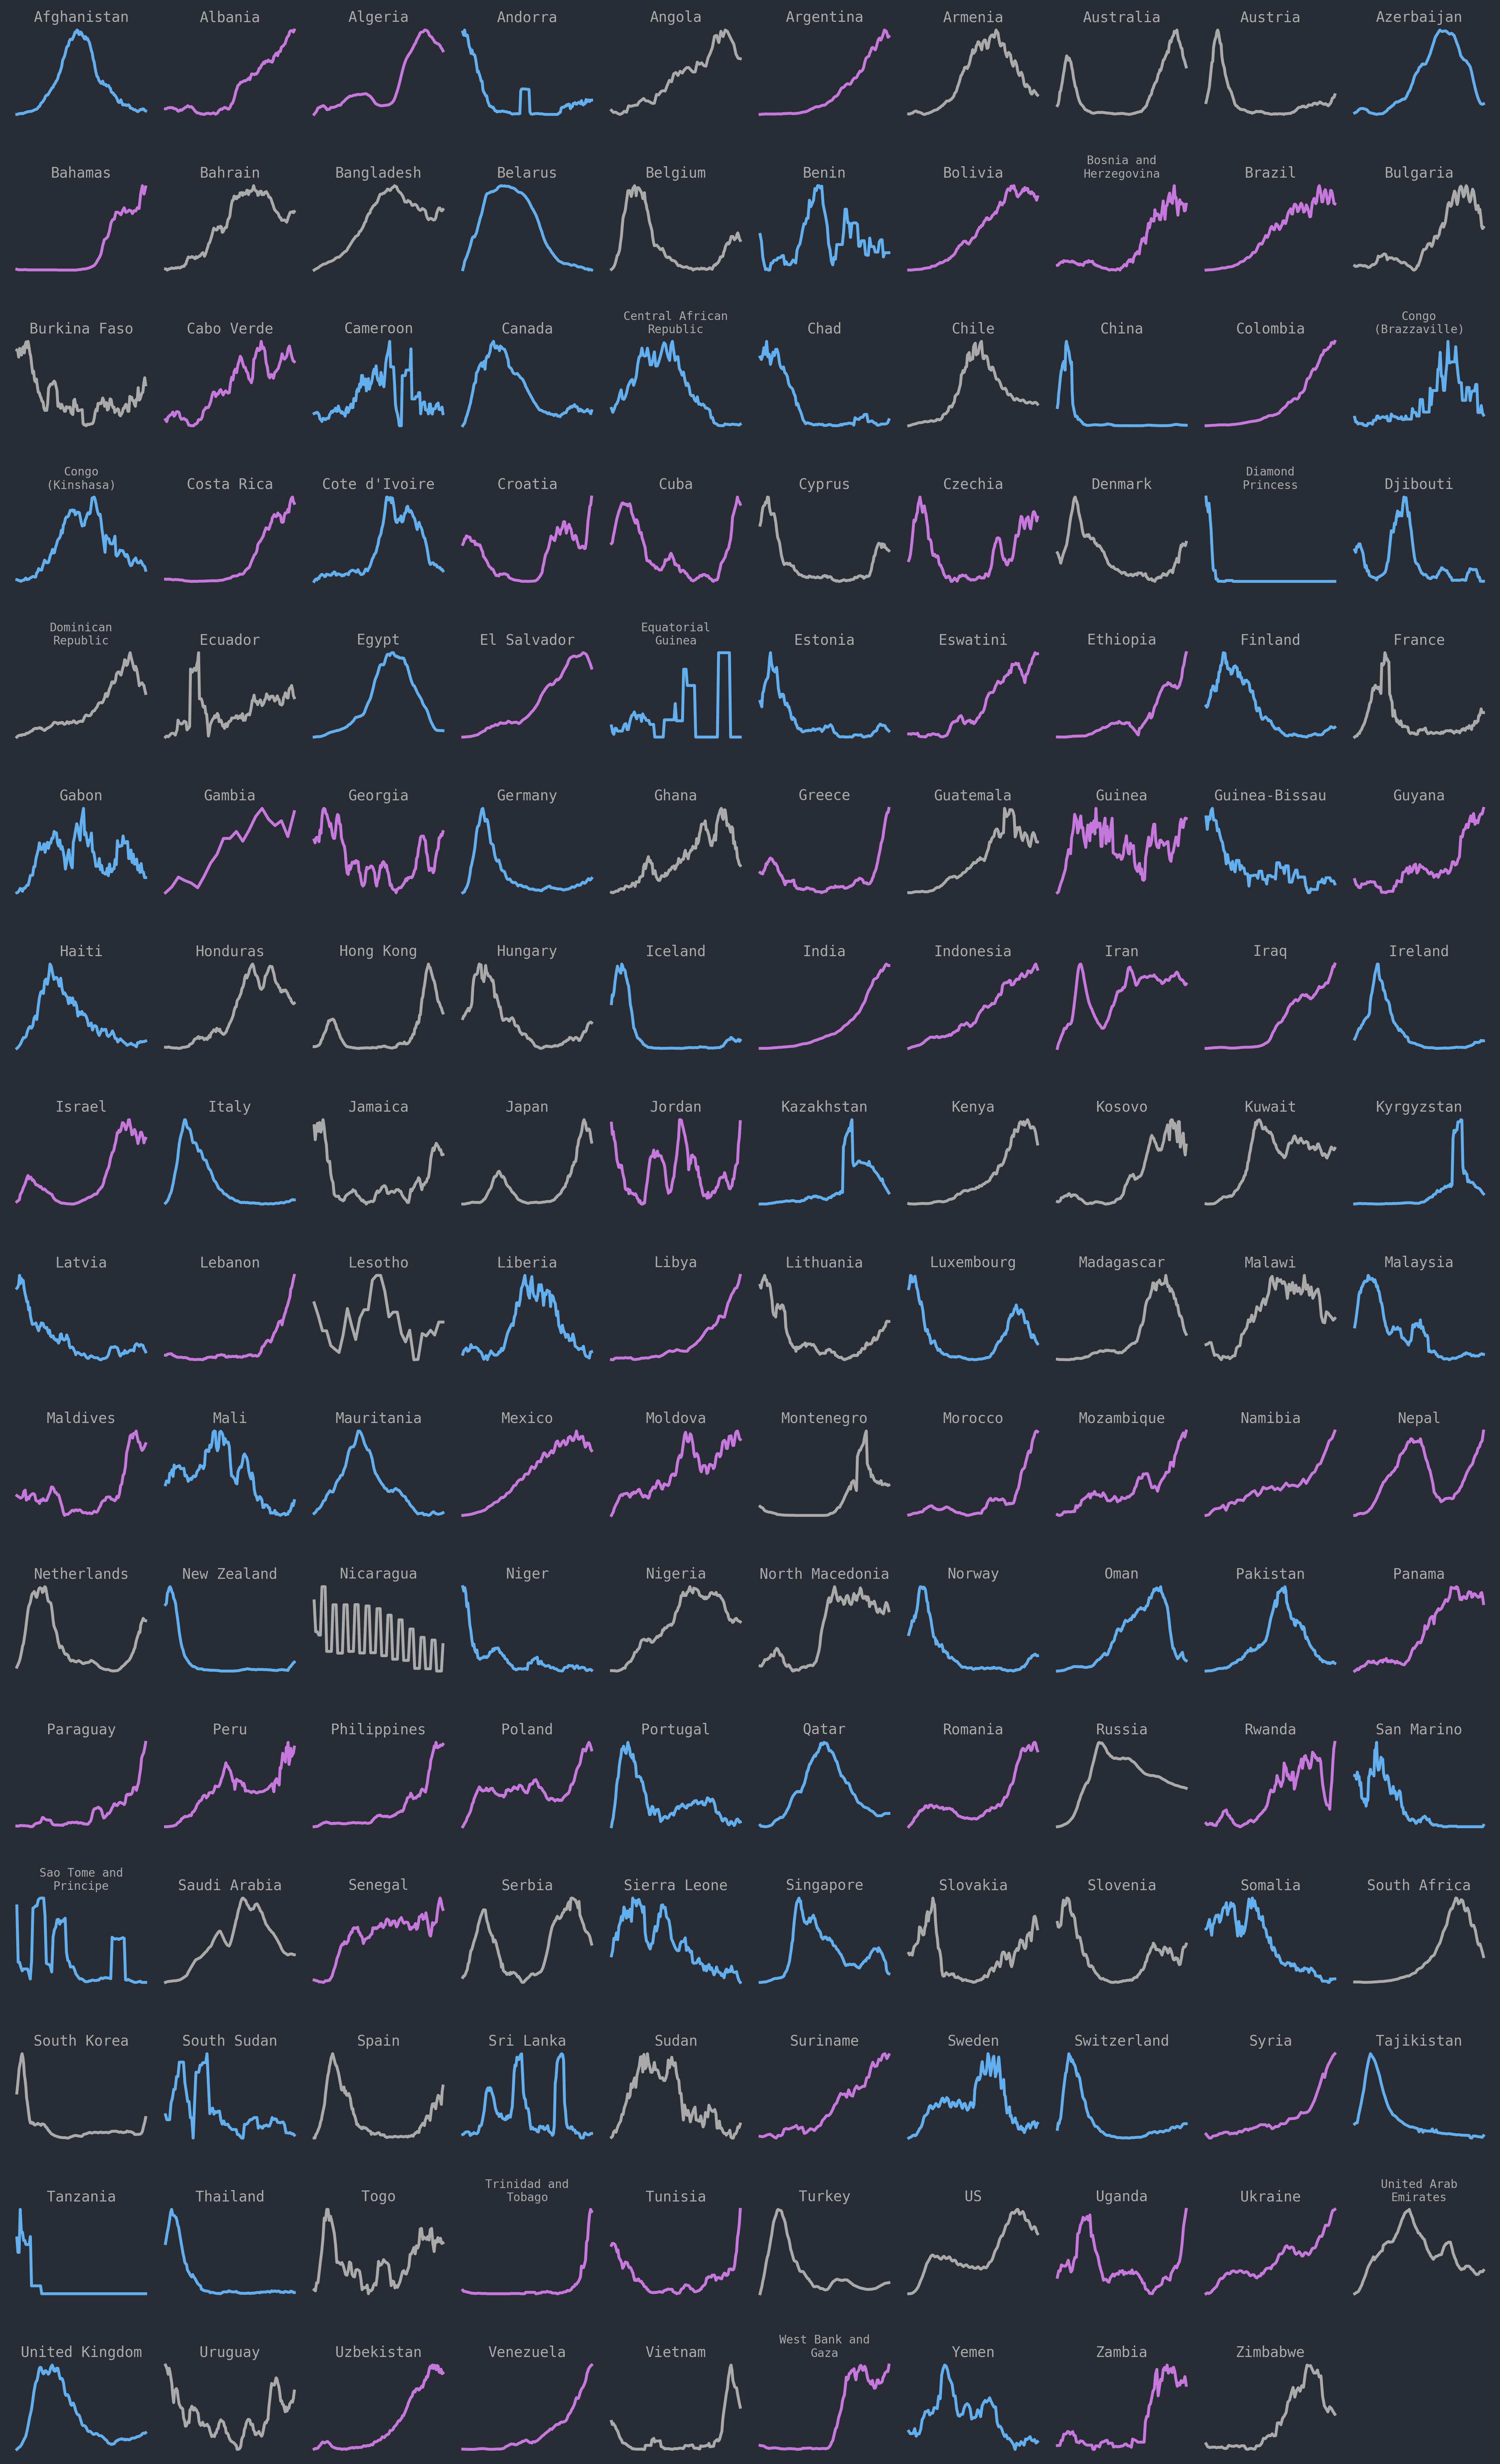 Afghanistan
Albania
Algeria
Andorra
Angola
Argentina
Armenia
Australia
Austria
Azerbaijan
Bahamas
Bahrain
Bangladesh
Belarus
Belgium
Benin
Bolivia
Bosnia and
Herzegovina
Brazil
Bulgaria
Burkina Faso
Cabo Verde
Cameroon
Canada
Central African
Republic
Chad
Chile
China
Colombia
Congo
(Brazzaville)
Congo
(Kinshasa)
Costa Rica
Cote d'Ivoire
Croatia
Cuba
Cyprus
Czechia
Denmark
Diamond
Princess
Djibouti
Dominican
Republic
Ecuador
Egypt
El Salvador
Equatorial
Guinea
Estonia
Eswatini
Ethiopia
Finland
France
Gabon
Gambia
Georgia
Germany
Ghana
Greece
Guatemala
Guinea
Guinea-Bissau
Guyana
Haiti
Honduras
Hong Kong
Hungary
Iceland
India
Indonesia
Iran
Iraq
Ireland
Israel
Italy
Jamaica
Japan
Jordan
Kazakhstan
Kenya
Kosovo
Kuwait
Kyrgyzstan
Latvia
Lebanon
Lesotho
Liberia
Libya
Lithuania
Luxembourg
Madagascar
Malawi
Malaysia
Maldives
Mali
Mauritania
Mexico
Moldova
Montenegro
Morocco
Mozambique
Namibia
Nepal
Netherlands
New Zealand
Nicaragua
Niger
Nigeria
North Macedonia
Norway
Oman
Pakistan
Panama
Paraguay
Peru
Philippines
Poland
Portugal
Qatar
Romania
Russia
Rwanda
San Marino
Sao Tome and
Principe
Saudi Arabia
Senegal
Serbia
Sierra Leone
Singapore
Slovakia
Slovenia
Somalia
South Africa
South Korea
South Sudan
Spain
Sri Lanka
Sudan
Suriname
Sweden
Switzerland
Syria
Tajikistan
Tanzania
Thailand
Togo
Trinidad and
Tobago
Tunisia
Turkey
US
Uganda
Ukraine
United Arab
Emirates
United Kingdom
Uruguay
Uzbekistan
Venezuela
Vietnam
West Bank and
Gaza
Yemen
Zambia
Zimbabwe